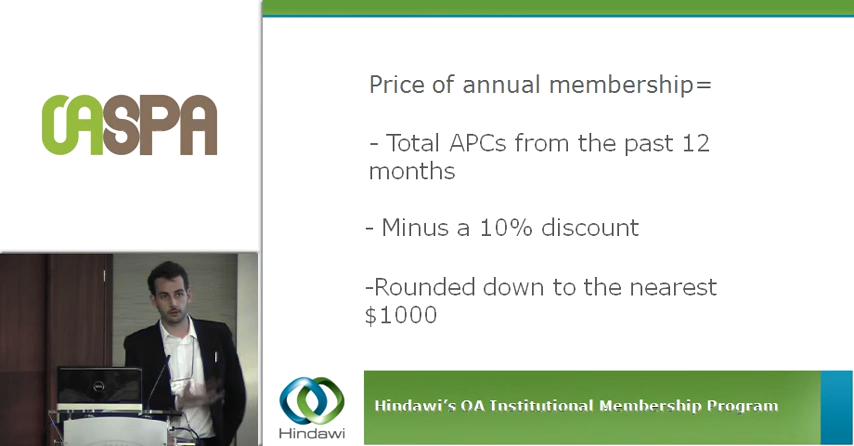 OASPA
Price of annual membership=
- Total APCs from the past 12
months
- Minus a 10% discount
-Rounded down to the nearest
$1000
Hindawi
Hindawi's OA Institutional Membership Program